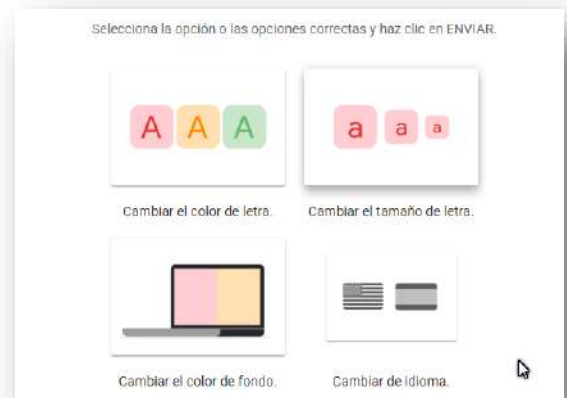 Selecciona la opción o las opciones correctas y haz clic en ENVIAR.
A A A
a a a
Cambiar el color de letra.
Cambiar el tamaño de letra.
Cambiar el color de fondo.
Cambiar de idioma.